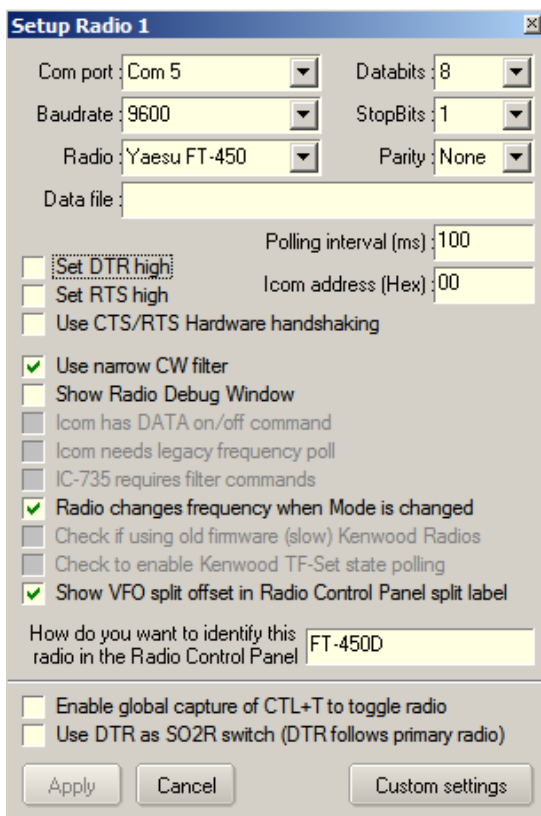 Setup Radio 1
Com port : Com 5 Databits : 8
Baudrate : 9600 StopBits : 1
Radio : Yaesu FT-450 Parity : None
Data file :
Polling interval (ms) : 100
Set DTR high
Icom address (Hex) : 00
Set RTS high
Use CTS/RTS Hardware handshaking
Use narrow CW filter
Show Radio Debug Window
Icom has DATA on/off command
Icom needs legacy frequency poll
IC-735 requires filter commands
Radio changes frequency when Mode is changed
Check if using old firmware (slow) Kenwood Radios
Check to enable Kenwood TF-Set state polling
Show VFO split offset in Radio Control Panel split label
How do you want to identify this
radio in the Radio Control Panel FT-450D
Enable global capture of CTL+T to toggle radio
Use DTR as SO2R switch (DTR follows primary radio)
Apply Cancel Custom settings